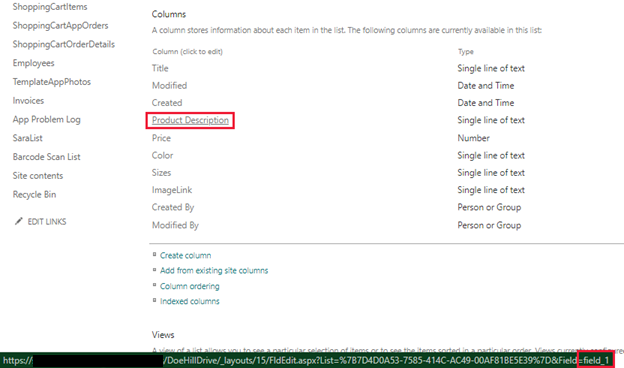 ShoppingCartItems
ShoppingCartAppOrders
ShoppingCartOrderDetails
Employees
TemplateAppPhotos
Invoices
App Problem Log
SaraList
Barcode Scan List
Site contents
Recycle Bin
EDIT LINKS
Columns
A column stores information about each item in the list. The following columns are currently available in this list:
Column (click to edit) Type
Title Single line of text
Modified Date and Time
Created Date and Time
Product Description Single line of text
Price Number
Color Single line of text
Sizes Single line of text
ImageLink Single line of text
Created By Person or Group
Modified By Person or Group
Create column
Add from existing site columns
Column ordering
Indexed columns
Views
A view of a list allows you to see a particular selection of items or to see the items sorted in a particular order. Views currently
https:// /DoeHillDrive/_layouts/15/FldEdit.aspx?List=%7B7D4D0A53-7585-414C-AC49-00AF81BE5E39%7D&Field=field_1